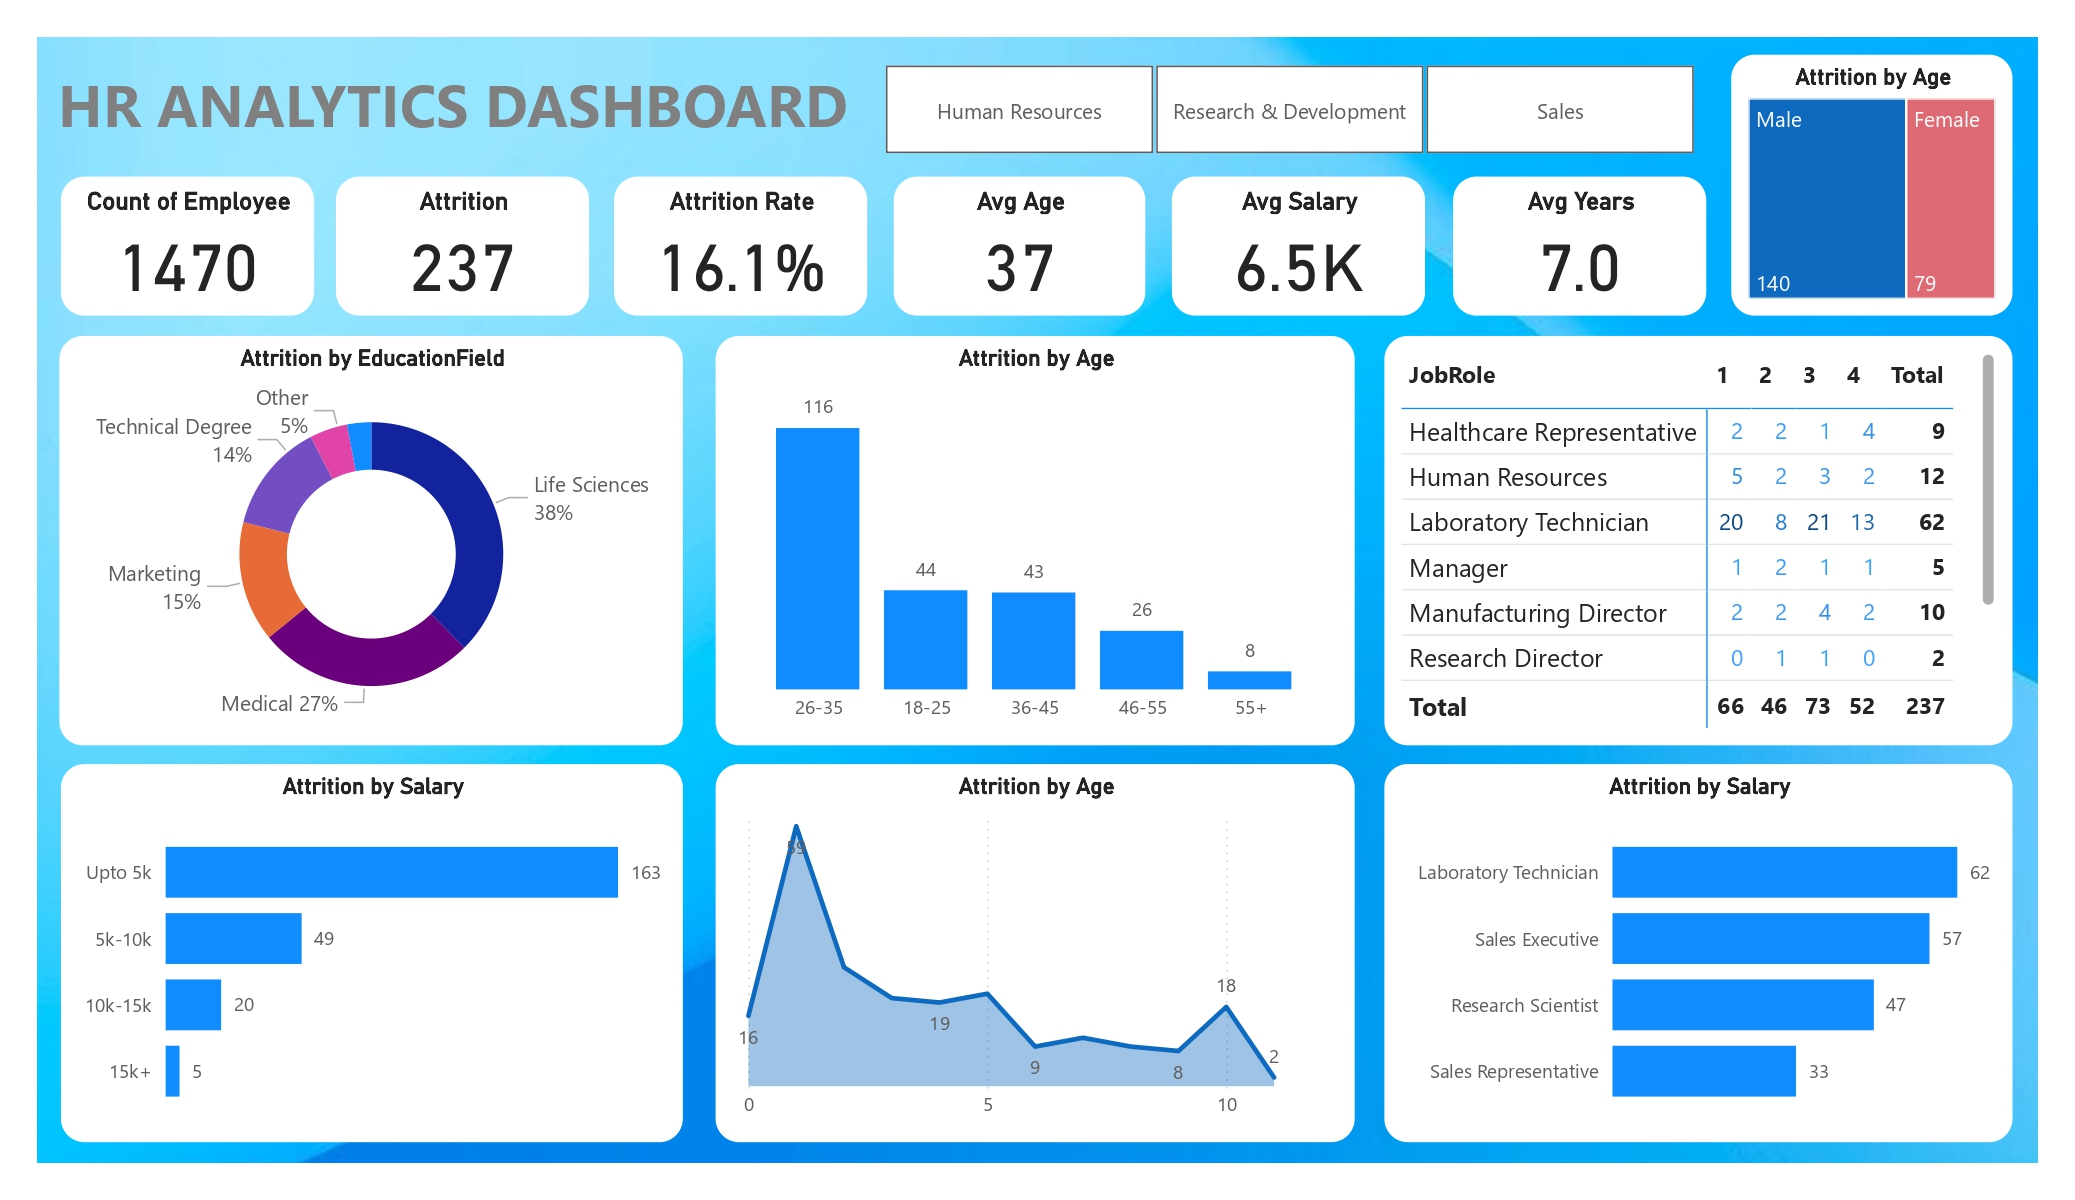 HR ANALYTICS DASHBOARD
Human Resources
Research & Development
Sales
Attrition by Age
Male
Female
140
79
Count of Employee
1470
Attrition
237
Attrition Rate
16.1%
Avg Age
37
Avg Salary
6.5K
Avg Years
7.0
Attrition by EducationField
Other
5%
Technical Degree
14%
Life Sciences
38%
Marketing
15%
Medical 27%
Attrition by Age
116
44
43
26
8
26-35 18-25 36-45 46-55 55+
JobRole 1 2 3 4 Total
Healthcare Representative 2 2 1 4 9
Human Resources 5 2 3 2 12
Laboratory Technician 20 8 21 13 62
Manager 1 2 1 1 5
Manufacturing Director 2 2 4 2 10
Research Director 0 1 1 0 2
Total 66 46 73 52 237
Attrition by Salary
Upto 5k 163
5k-10k 49
10k-15k 20
15k+ 5
Attrition by Age
59
16
19
9
8
18
2
0 5 10
Attrition by Salary
Laboratory Technician 62
Sales Executive 57
Research Scientist 47
Sales Representative 33